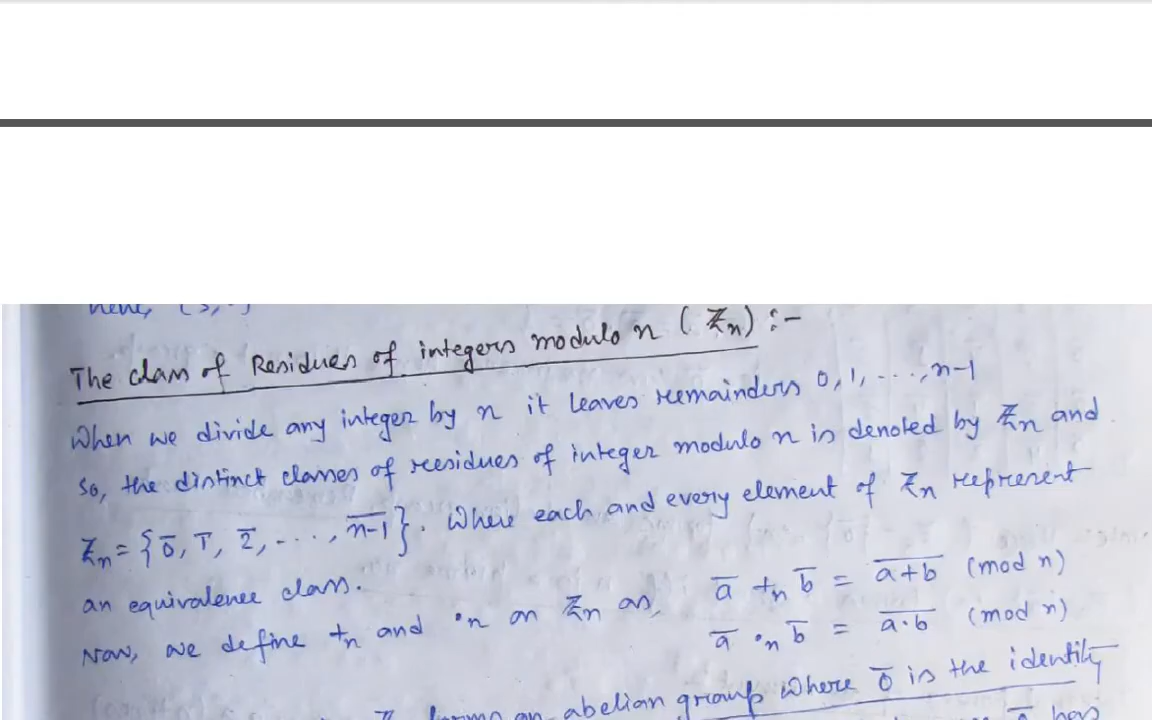 The class of Residues of integers modulo n (ℤn) :-
When we divide any integer by n it leaves remainders 0, 1, ..., n-1
So, the distinct classes of residues of integer modulo n is denoted by ℤn and
ℤn = {0̅, 1̅, 2̅, ..., n̅-̅1̅}. Where each and every element of ℤn represent
an equivalence class.
Now, we define +n and ·n on ℤn as, a̅ +n b̅ = a̅+̅b̅ (mod n)
a̅ ·n b̅ = a̅·̅b̅ (mod n)
an abelian group where 0̅ is the identity
has